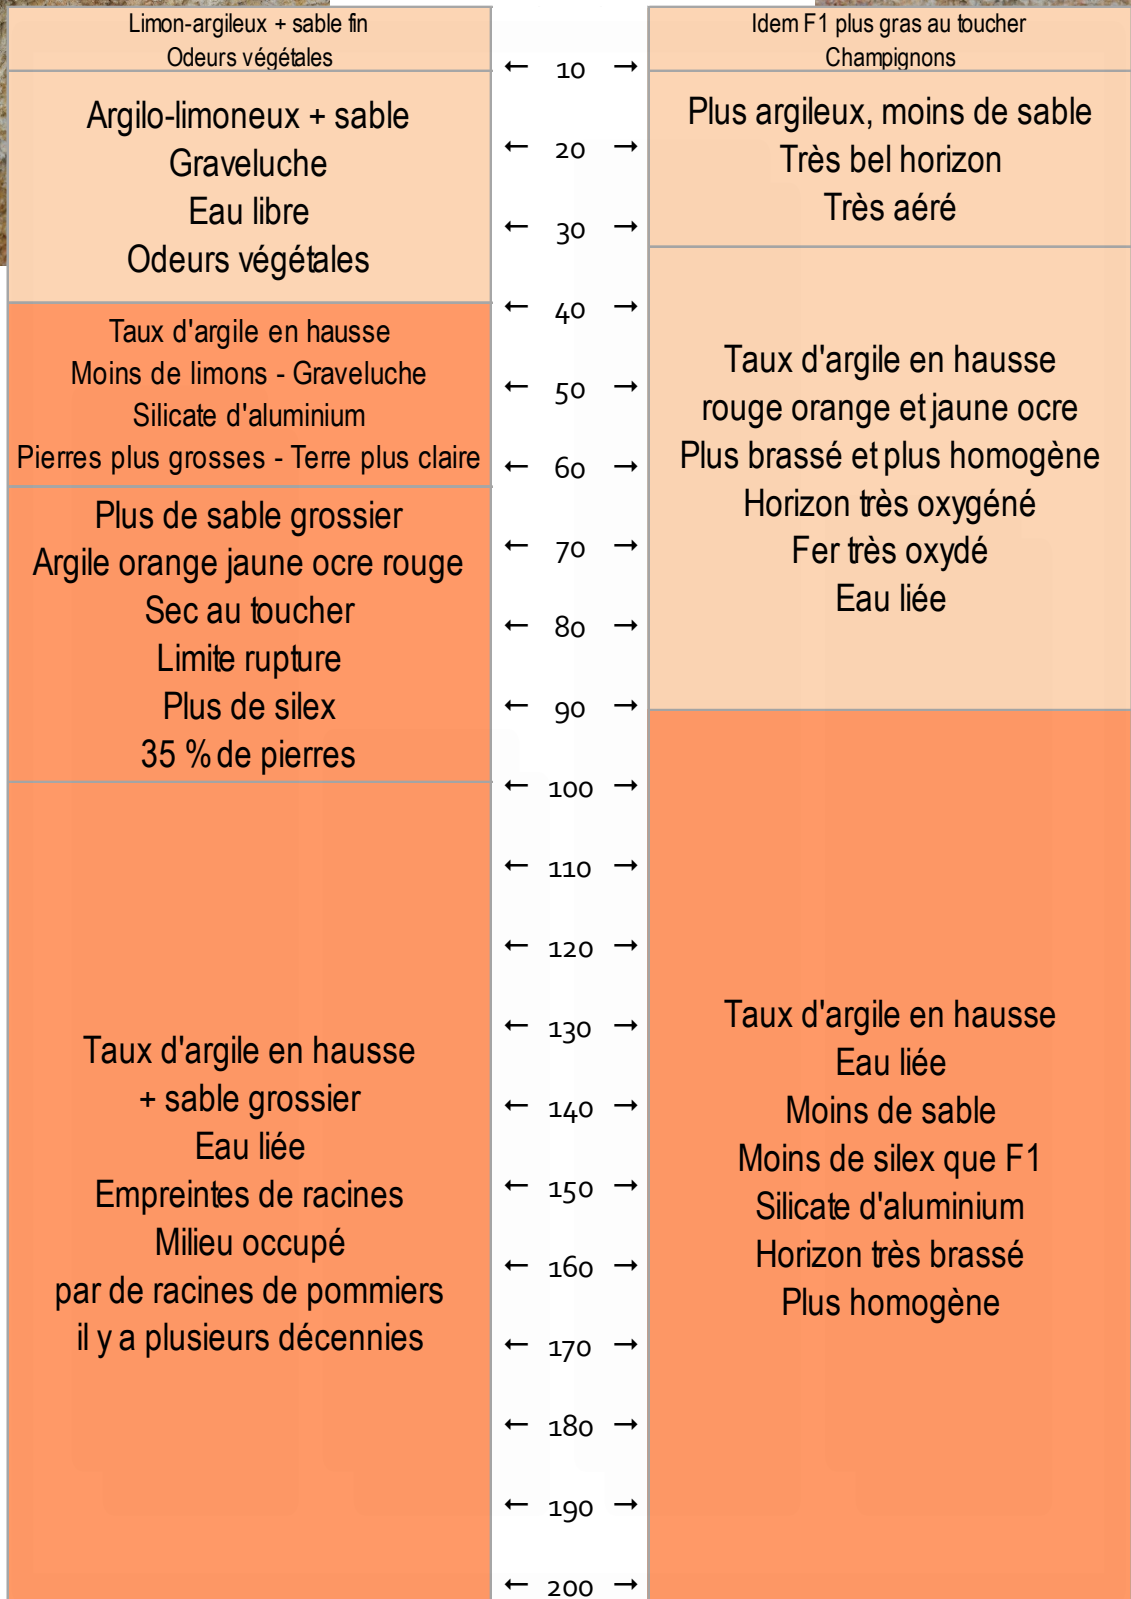 Limon-argileux + sable fin
Odeurs végétales
Argilo-limoneux + sable
Graveluche
Eau libre
Odeurs végétales
Taux d'argile en hausse
Moins de limons - Graveluche
Silicate d'aluminium
Pierres plus grosses - Terre plus claire
Plus de sable grossier
Argile orange jaune ocre rouge
Sec au toucher
Limite rupture
Plus de silex
35 % de pierres
Taux d'argile en hausse
+ sable grossier
Eau liée
Empreintes de racines
Milieu occupé
par de racines de pommiers
il y a plusieurs décennies
← 10 →
← 20 →
← 30 →
← 40 →
← 50 →
← 60 →
← 70 →
← 80 →
← 90 →
← 100 →
← 110 →
← 120 →
← 130 →
← 140 →
← 150 →
← 160 →
← 170 →
← 180 →
← 190 →
← 200 →
Idem F1 plus gras au toucher
Champignons
Plus argileux, moins de sable
Très bel horizon
Très aéré
Taux d'argile en hausse
rouge orange et jaune ocre
Plus brassé et plus homogène
Horizon très oxygéné
Fer très oxydé
Eau liée
Taux d'argile en hausse
Eau liée
Moins de sable
Moins de silex que F1
Silicate d'aluminium
Horizon très brassé
Plus homogène